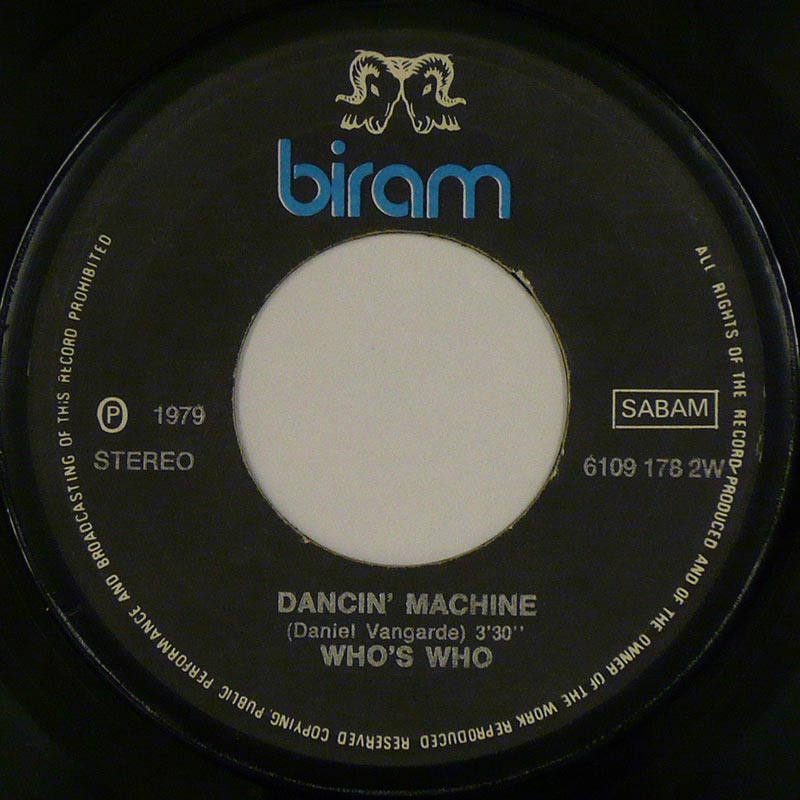 biram
ALL RIGHTS OF THE RECORD PRODUCED AND OF THE OWNER OF THE WORK REPRODUCED RESERVED COPYING, PUBLIC PERFORMANCE AND BROADCASTING OF THIS RECORD PROHIBITED
Ⓟ 1979
STEREO
SABAM
6109 178 2W
DANCIN' MACHINE
(Daniel Vangarde) 3'30''
WHO'S WHO